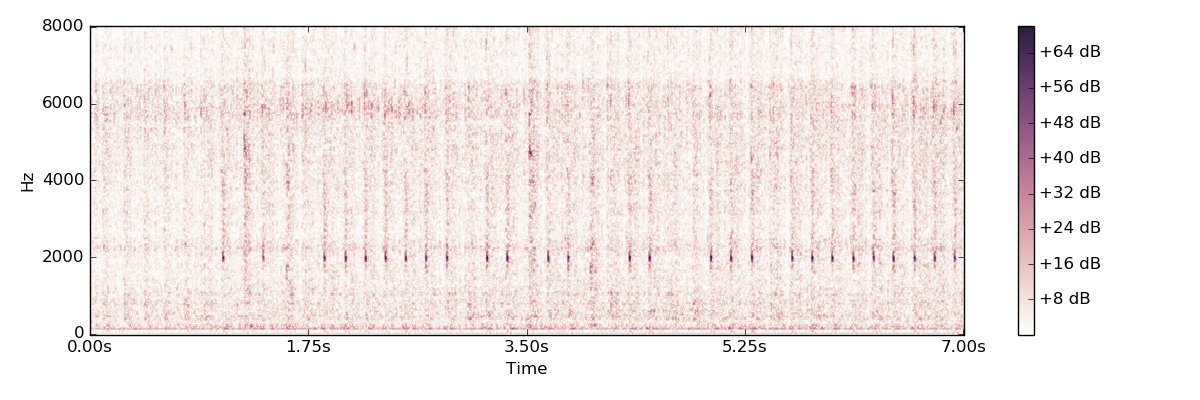 8000
6000
4000
2000
0
Hz
0.00s 1.75s 3.50s 5.25s 7.00s
Time
+64 dB
+56 dB
+48 dB
+40 dB
+32 dB
+24 dB
+16 dB
+8 dB